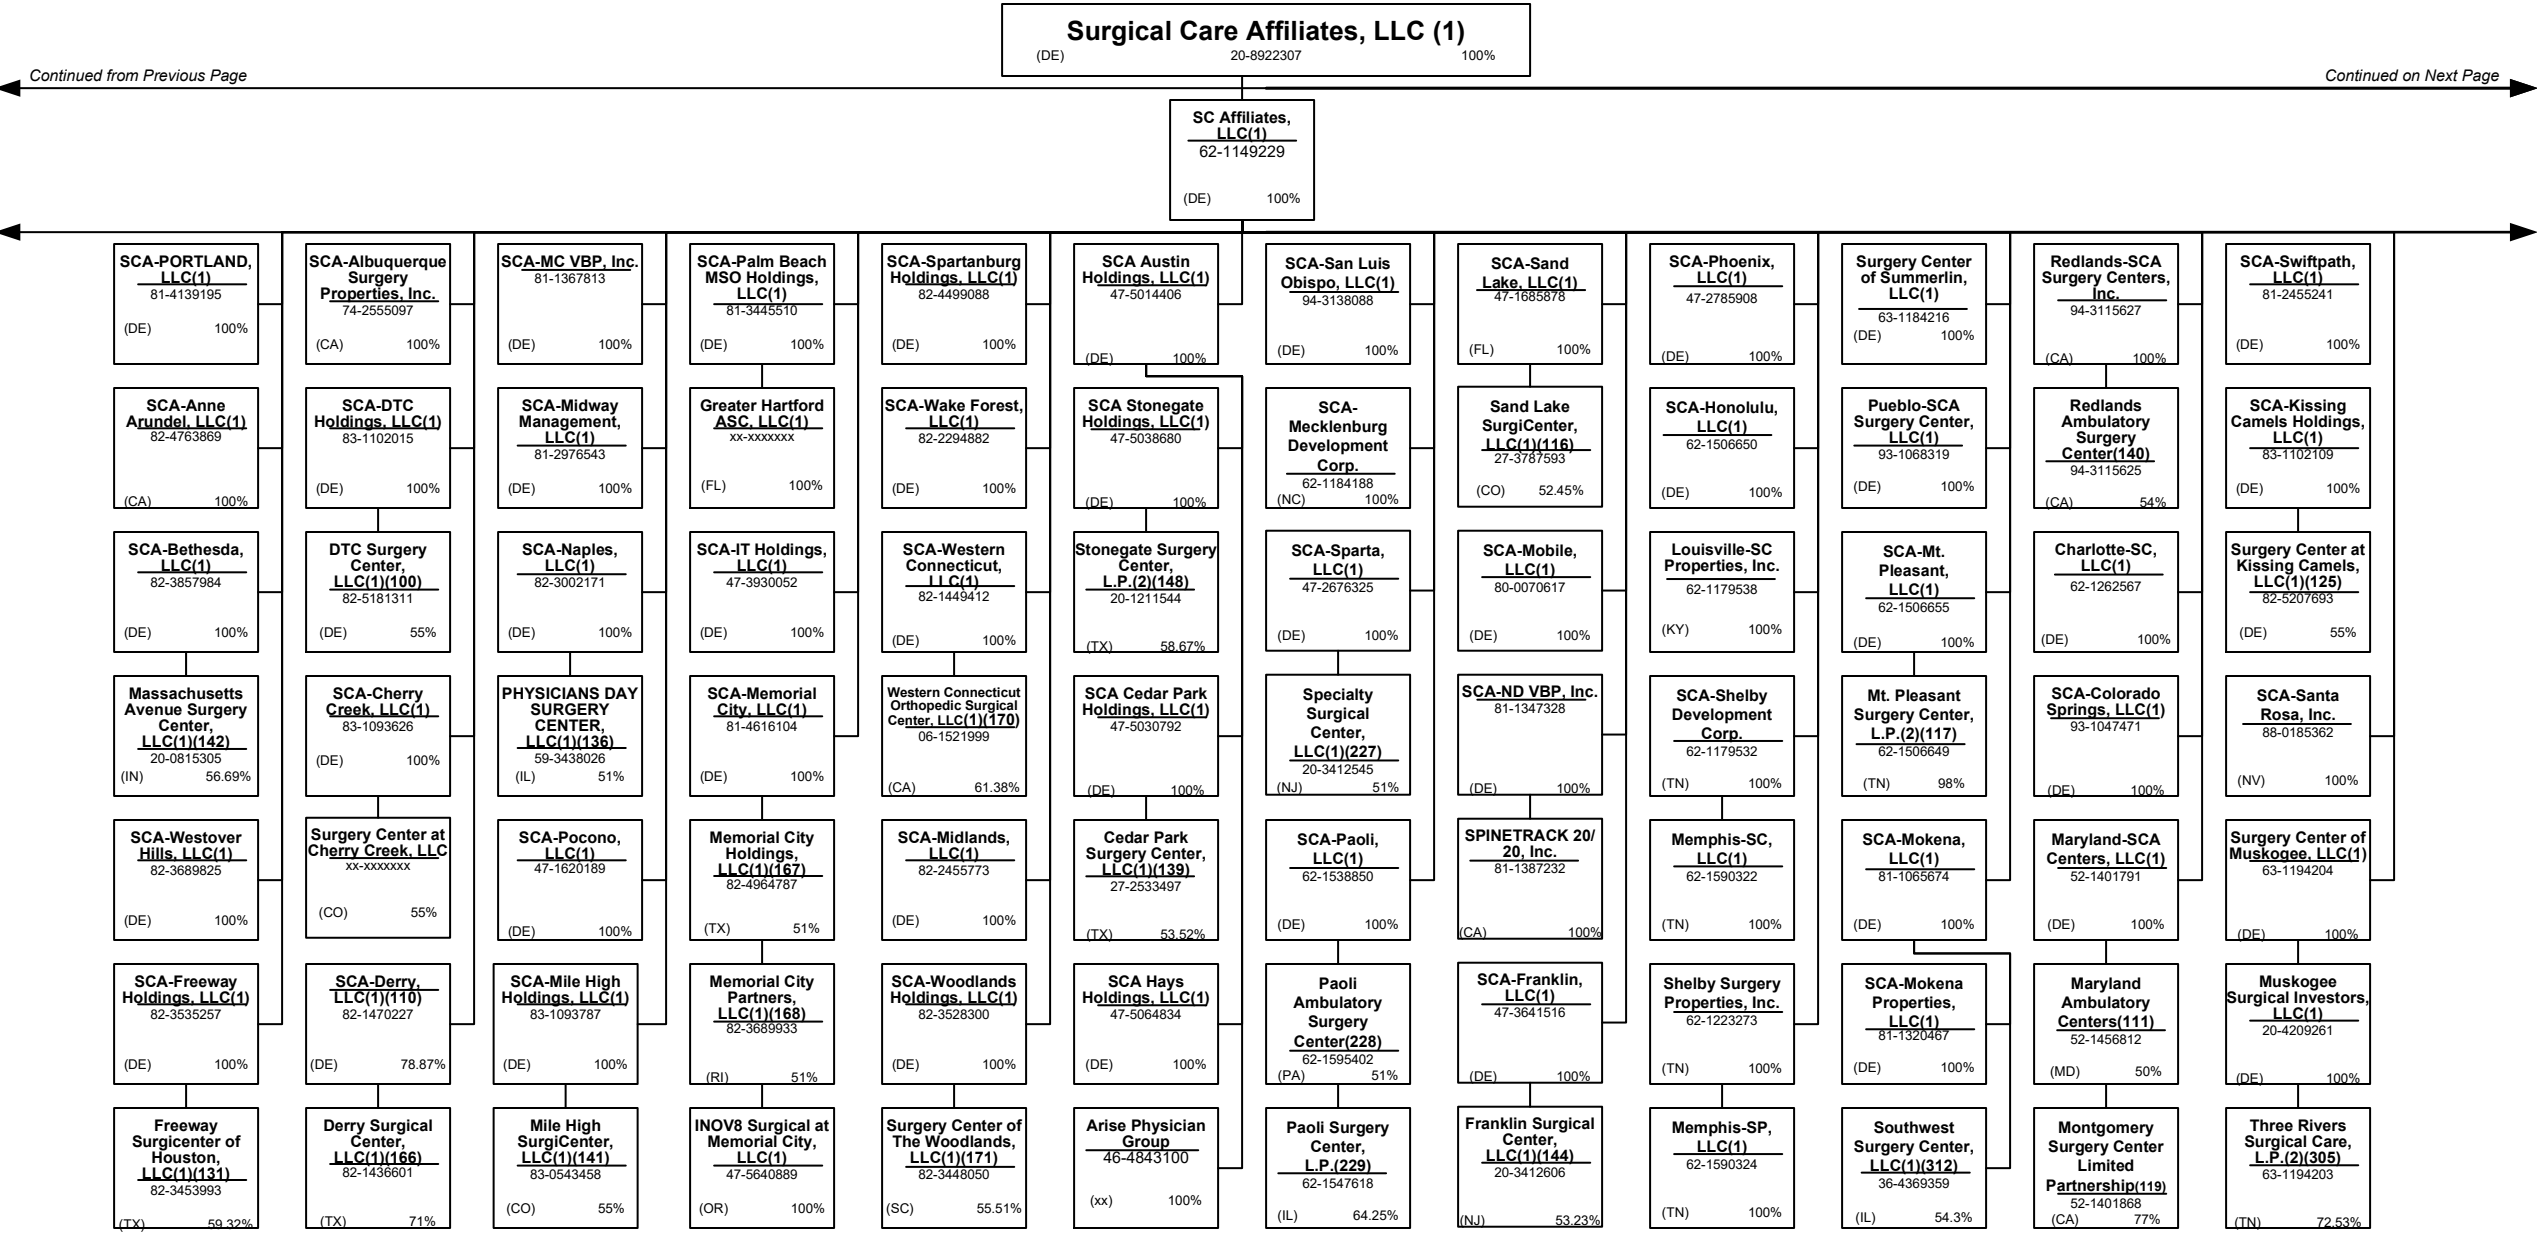 Surgical Care Affiliates, LLC (1)
(DE) 20-8922307 100%
Continued from Previous Page
Continued on Next Page
SC Affiliates,
LLC(1)
62-1149229
(DE) 100%
SCA-PORTLAND,
LLC(1)
81-4139195
(DE) 100%
SCA-Albuquerque
Surgery
Properties, Inc.
74-2555097
(CA) 100%
SCA-MC VBP, Inc.
81-1367813
(DE) 100%
SCA-Palm Beach
MSO Holdings,
LLC(1)
81-3445510
(DE) 100%
SCA-Spartanburg
Holdings, LLC(1)
82-4499088
(DE) 100%
SCA Austin
Holdings, LLC(1)
47-5014406
(DE) 100%
SCA-San Luis
Obispo, LLC(1)
94-3138088
(DE) 100%
SCA-Sand
Lake, LLC(1)
47-1685878
(FL) 100%
SCA-Phoenix,
LLC(1)
47-2785908
(DE) 100%
Surgery Center
of Summerlin,
LLC(1)
63-1184216
(DE) 100%
Redlands-SCA
Surgery Centers,
Inc.
94-3115627
(CA) 100%
SCA-Swiftpath,
LLC(1)
81-2455241
(DE) 100%
SCA-Anne
Arundel, LLC(1)
82-4763869
(CA) 100%
SCA-DTC
Holdings, LLC(1)
83-1102015
(DE) 100%
SCA-Midway
Management,
LLC(1)
81-2976543
(DE) 100%
Greater Hartford
ASC, LLC(1)
xx-xxxxxxx
(FL) 100%
SCA-Wake Forest,
LLC(1)
82-2294882
(DE) 100%
SCA Stonegate
Holdings, LLC(1)
47-5038680
(DE) 100%
SCA-
Mecklenburg
Development
Corp.
62-1184188
(NC) 100%
Sand Lake
SurgiCenter,
LLC(1)(116)
27-3787593
(CO) 52.45%
SCA-Honolulu,
LLC(1)
62-1506650
(DE) 100%
Pueblo-SCA
Surgery Center,
LLC(1)
93-1068319
(DE) 100%
Redlands
Ambulatory
Surgery
Center(140)
94-3115625
(CA) 54%
SCA-Kissing
Camels Holdings,
LLC(1)
83-1102109
(DE) 100%
SCA-Bethesda,
LLC(1)
82-3857984
(DE) 100%
DTC Surgery
Center,
LLC(1)(100)
82-5181311
(DE) 55%
SCA-Naples,
LLC(1)
82-3002171
(DE) 100%
SCA-IT Holdings,
LLC(1)
47-3930052
(DE) 100%
SCA-Western
Connecticut,
LLC(1)
82-1449412
(DE) 100%
Stonegate Surgery
Center,
L.P.(2)(148)
20-1211544
(TX) 58.67%
SCA-Sparta,
LLC(1)
47-2676325
(DE) 100%
SCA-Mobile,
LLC(1)
80-0070617
(DE) 100%
Louisville-SC
Properties, Inc.
62-1179538
(KY) 100%
SCA-Mt.
Pleasant,
LLC(1)
62-1506655
(DE) 100%
Charlotte-SC,
LLC(1)
62-1262567
(DE) 100%
Surgery Center at
Kissing Camels,
LLC(1)(125)
82-5207693
(DE) 55%
Massachusetts
Avenue Surgery
Center,
LLC(1)(142)
20-0815305
(IN) 56.69%
SCA-Cherry
Creek, LLC(1)
83-1093626
(DE) 100%
PHYSICIANS DAY
SURGERY
CENTER,
LLC(1)(136)
59-3438026
(IL) 51%
SCA-Memorial
City, LLC(1)
81-4616104
(DE) 100%
Western Connecticut
Orthopedic Surgical
Center, LLC(1)(170)
06-1521999
(CA) 61.38%
SCA Cedar Park
Holdings, LLC(1)
47-5030792
(DE) 100%
Specialty
Surgical
Center,
LLC(1)(227)
20-3412545
(NJ) 51%
SCA-ND VBP, Inc.
81-1347328
(DE) 100%
SCA-Shelby
Development
Corp.
62-1179532
(TN) 100%
Mt. Pleasant
Surgery Center,
L.P.(2)(117)
62-1506649
(TN) 98%
SCA-Colorado
Springs, LLC(1)
93-1047471
(DE) 100%
SCA-Santa
Rosa, Inc.
88-0185362
(NV) 100%
SCA-Westover
Hills, LLC(1)
82-3689825
(DE) 100%
Surgery Center at
Cherry Creek, LLC
xx-xxxxxxx
(CO) 55%
SCA-Pocono,
LLC(1)
47-1620189
(DE) 100%
Memorial City
Holdings,
LLC(1)(167)
82-4964787
(TX) 51%
SCA-Midlands,
LLC(1)
82-2455773
(DE) 100%
Cedar Park
Surgery Center,
LLC(1)(139)
27-2533497
(TX) 53.52%
SCA-Paoli,
LLC(1)
62-1538850
(DE) 100%
SPINETRACK 20/
20, Inc.
81-1387232
(CA) 100%
Memphis-SC,
LLC(1)
62-1590322
(TN) 100%
SCA-Mokena,
LLC(1)
81-1065674
(DE) 100%
Maryland-SCA
Centers, LLC(1)
52-1401791
(DE) 100%
Surgery Center of
Muskogee, LLC(1)
63-1194204
(DE) 100%
SCA-Freeway
Holdings, LLC(1)
82-3535257
(DE) 100%
SCA-Derry,
LLC(1)(110)
82-1470227
(DE) 78.87%
SCA-Mile High
Holdings, LLC(1)
83-1093787
(DE) 100%
Memorial City
Partners,
LLC(1)(168)
82-3689933
(RI) 51%
SCA-Woodlands
Holdings, LLC(1)
82-3528300
(DE) 100%
SCA Hays
Holdings, LLC(1)
47-5064834
(DE) 100%
Paoli
Ambulatory
Surgery
Center(228)
62-1595402
(PA) 51%
SCA-Franklin,
LLC(1)
47-3641516
(DE) 100%
Shelby Surgery
Properties, Inc.
62-1223273
(TN) 100%
SCA-Mokena
Properties,
LLC(1)
81-1320467
(DE) 100%
Maryland
Ambulatory
Centers(111)
52-1456812
(MD) 50%
Muskogee
Surgical Investors,
LLC(1)
20-4209261
(DE) 100%
Freeway
Surgicenter of
Houston,
LLC(1)(131)
82-3453993
(TX) 59.32%
Derry Surgical
Center,
LLC(1)(166)
82-1436601
(TX) 71%
Mile High
SurgiCenter,
LLC(1)(141)
83-0543458
(CO) 55%
INOV8 Surgical at
Memorial City,
LLC(1)
47-5640889
(OR) 100%
Surgery Center of
The Woodlands,
LLC(1)(171)
82-3448050
(SC) 55.51%
Arise Physician
Group
46-4843100
(xx) 100%
Paoli Surgery
Center,
L.P.(229)
62-1547618
(IL) 64.25%
Franklin Surgical
Center,
LLC(1)(144)
20-3412606
(NJ) 53.23%
Memphis-SP,
LLC(1)
62-1590324
(TN) 100%
Southwest
Surgery Center,
LLC(1)(312)
36-4369359
(IL) 54.3%
Montgomery
Surgery Center
Limited
Partnership(119)
52-1401868
(CA) 77%
Three Rivers
Surgical Care,
L.P.(2)(305)
63-1194203
(TN) 72.53%